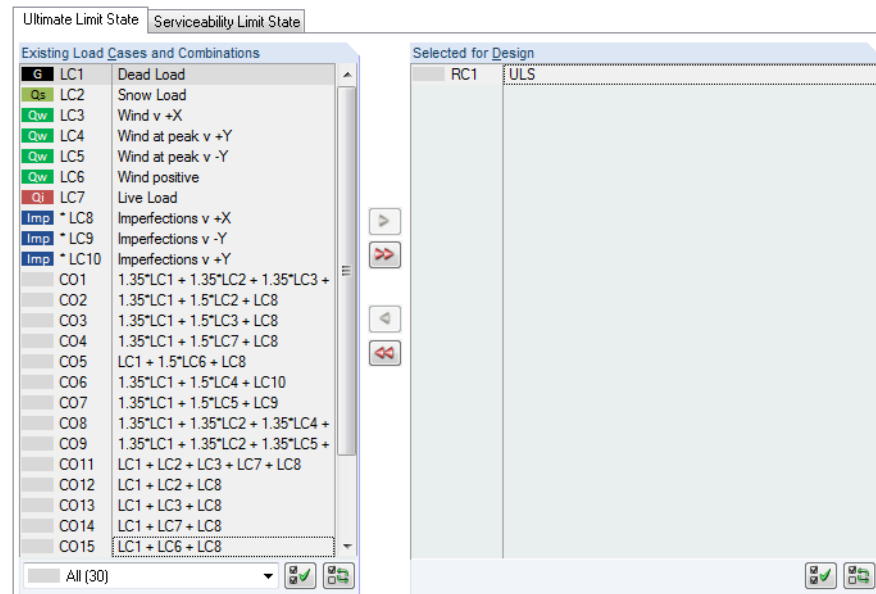 Ultimate Limit State Serviceability Limit State
Existing Load Cases and Combinations
G LC1 Dead Load
Qs LC2 Snow Load
Qw LC3 Wind v +X
Qw LC4 Wind at peak v +Y
Qw LC5 Wind at peak v -Y
Qw LC6 Wind positive
Qi LC7 Live Load
Imp * LC8 Imperfections v +X
Imp * LC9 Imperfections v -Y
Imp * LC10 Imperfections v +Y
CO1 1.35*LC1 + 1.35*LC2 + 1.35*LC3 +
CO2 1.35*LC1 + 1.5*LC2 + LC8
CO3 1.35*LC1 + 1.5*LC3 + LC8
CO4 1.35*LC1 + 1.5*LC7 + LC8
CO5 LC1 + 1.5*LC6 + LC8
CO6 1.35*LC1 + 1.5*LC4 + LC10
CO7 1.35*LC1 + 1.5*LC5 + LC9
CO8 1.35*LC1 + 1.35*LC2 + 1.35*LC4 +
CO9 1.35*LC1 + 1.35*LC2 + 1.35*LC5 +
CO11 LC1 + LC2 + LC3 + LC7 + LC8
CO12 LC1 + LC2 + LC8
CO13 LC1 + LC3 + LC8
CO14 LC1 + LC7 + LC8
CO15 LC1 + LC6 + LC8
All (30)
Selected for Design
RC1 ULS